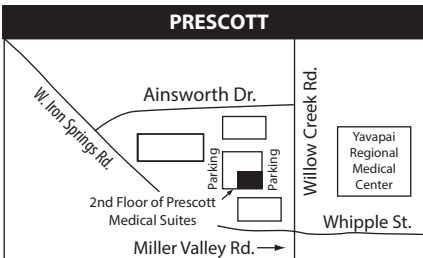 PRESCOTT
W. Iron Springs Rd.
Ainsworth Dr.
Willow Creek Rd.
Parking
Parking
Yavapai
Regional
Medical
Center
2nd Floor of Prescott
Medical Suites
Whipple St.
Miller Valley Rd.